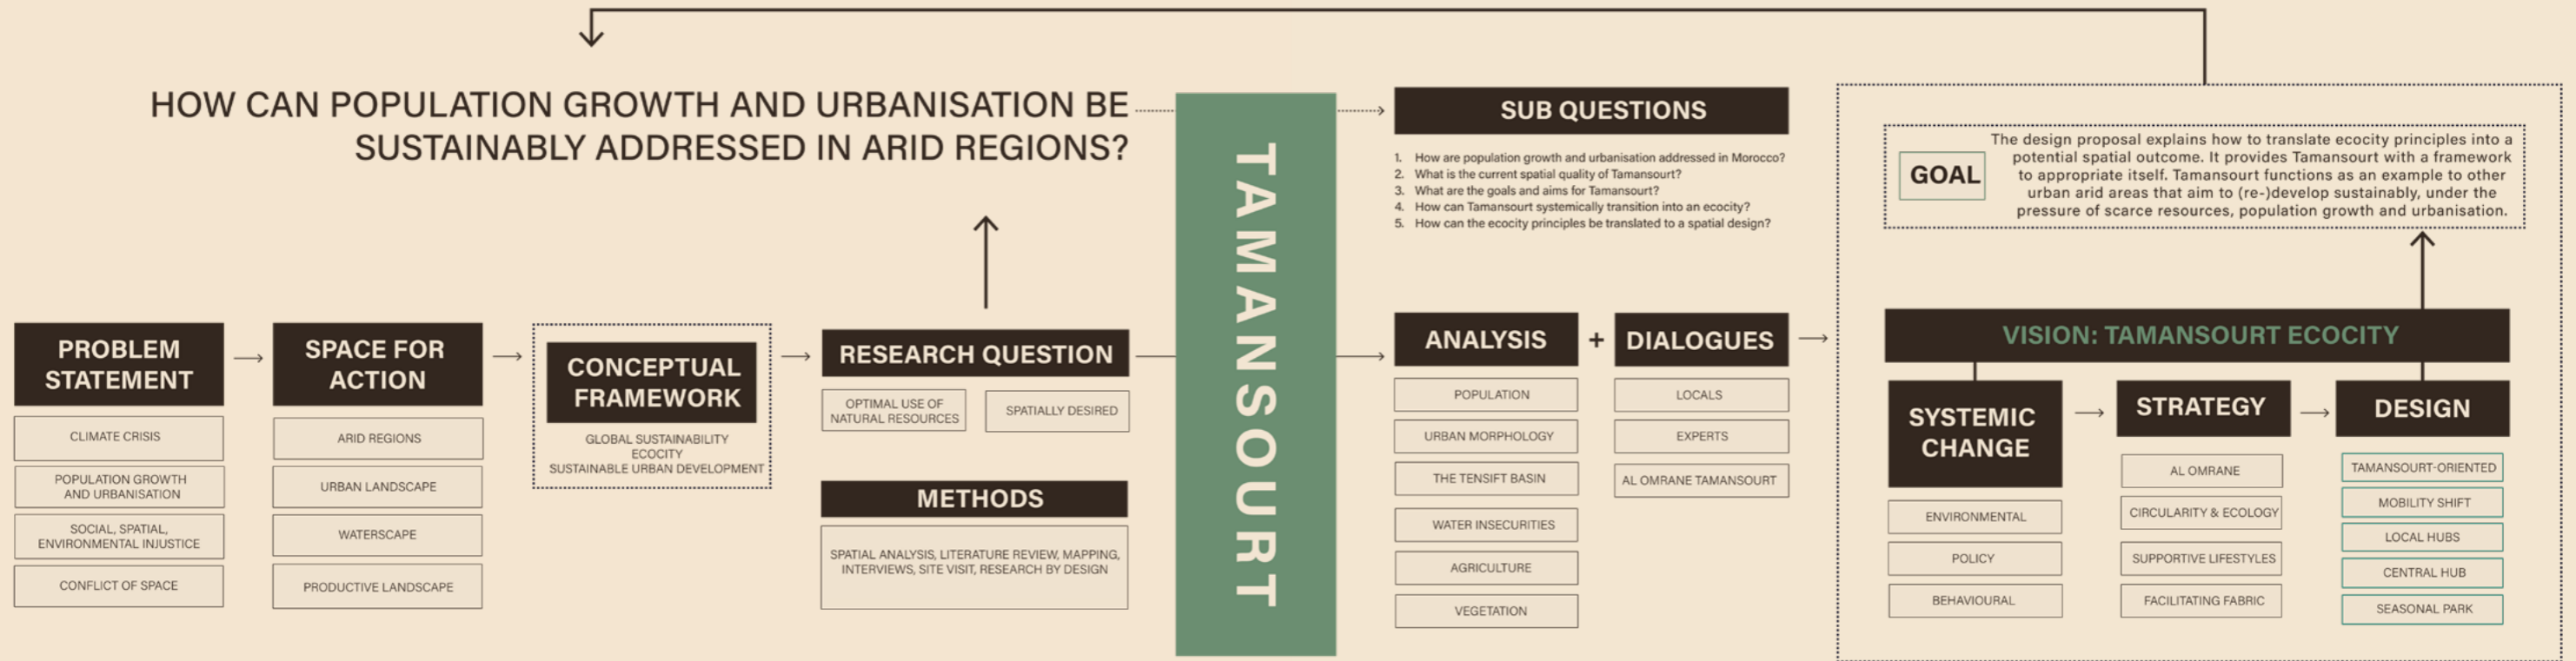 HOW CAN POPULATION GROWTH AND URBANISATION BE
SUSTAINABLY ADDRESSED IN ARID REGIONS?
PROBLEM
STATEMENT
CLIMATE CRISIS
POPULATION GROWTH
AND URBANISATION
SOCIAL, SPATIAL,
ENVIRONMENTAL INJUSTICE
CONFLICT OF SPACE
SPACE FOR
ACTION
ARID REGIONS
URBAN LANDSCAPE
WATERSCAPE
PRODUCTIVE LANDSCAPE
CONCEPTUAL
FRAMEWORK
GLOBAL SUSTAINABILITY
ECOCITY
SUSTAINABLE URBAN DEVELOPMENT
RESEARCH QUESTION
OPTIMAL USE OF
NATURAL RESOURCES
SPATIALLY DESIRED
METHODS
SPATIAL ANALYSIS, LITERATURE REVIEW, MAPPING,
INTERVIEWS, SITE VISIT, RESEARCH BY DESIGN
TAMANSOURT
SUB QUESTIONS
1. How are population growth and urbanisation addressed in Morocco?
2. What is the current spatial quality of Tamansourt?
3. What are the goals and aims for Tamansourt?
4. How can Tamansourt systemically transition into an ecocity?
5. How can the ecocity principles be translated to a spatial design?
ANALYSIS
POPULATION
URBAN MORPHOLOGY
THE TENSIFT BASIN
WATER INSECURITIES
AGRICULTURE
VEGETATION
+
DIALOGUES
LOCALS
EXPERTS
AL OMRANE TAMANSOURT
GOAL
The design proposal explains how to translate ecocity principles into a
potential spatial outcome. It provides Tamansourt with a framework
to appropriate itself. Tamansourt functions as an example to other
urban arid areas that aim to (re-)develop sustainably, under the
pressure of scarce resources, population growth and urbanisation.
VISION: TAMANSOURT ECOCITY
SYSTEMIC
CHANGE
ENVIRONMENTAL
POLICY
BEHAVIOURAL
STRATEGY
AL OMRANE
CIRCULARITY & ECOLOGY
SUPPORTIVE LIFESTYLES
FACILITATING FABRIC
DESIGN
TAMANSOURT-ORIENTED
MOBILITY SHIFT
LOCAL HUBS
CENTRAL HUB
SEASONAL PARK